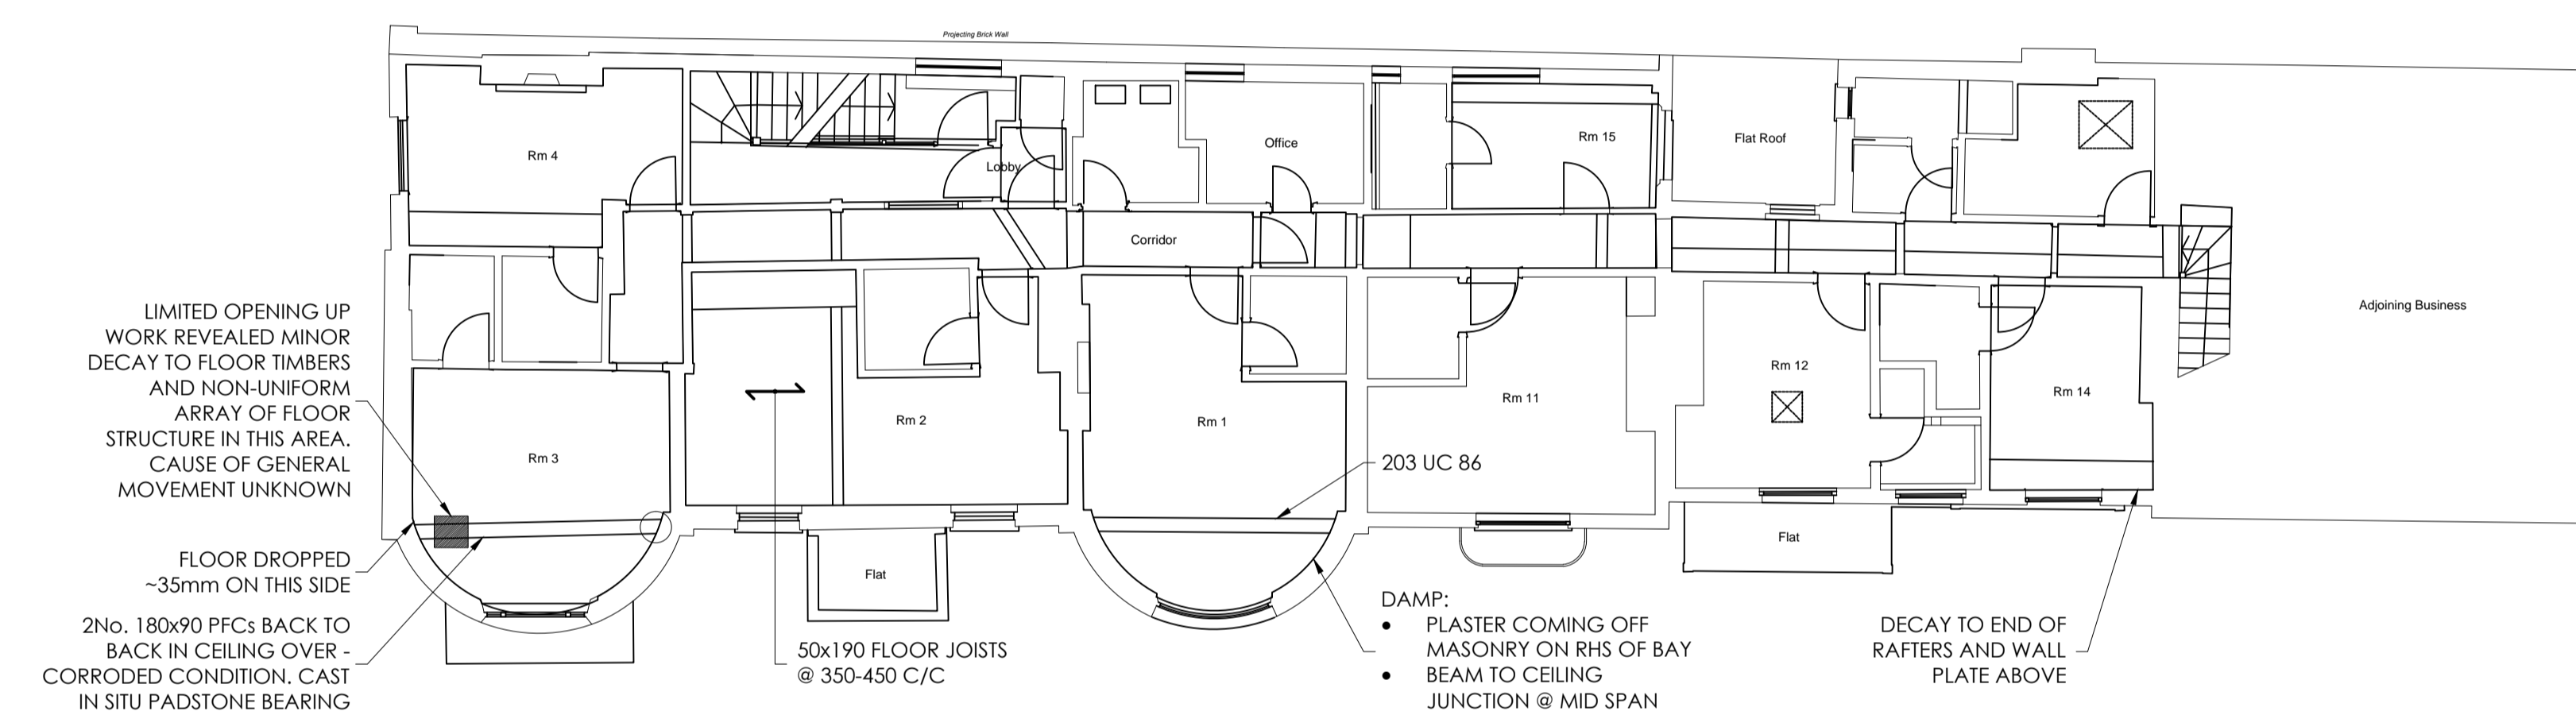 Projecting Brick Wall
Rm 4
Lobby
Office
Rm 15
Flat Roof
Corridor
Adjoining Business
LIMITED OPENING UP
WORK REVEALED MINOR
DECAY TO FLOOR TIMBERS
AND NON-UNIFORM
ARRAY OF FLOOR
STRUCTURE IN THIS AREA.
CAUSE OF GENERAL
MOVEMENT UNKNOWN
Rm 3
Rm 2
Rm 1
203 UC 86
Rm 11
Rm 12
Rm 14
FLOOR DROPPED
~35mm ON THIS SIDE
2No. 180x90 PFCs BACK TO
BACK IN CEILING OVER -
CORRODED CONDITION. CAST
IN SITU PADSTONE BEARING
Flat
50x190 FLOOR JOISTS
@ 350-450 C/C
DAMP:
• PLASTER COMING OFF
MASONRY ON RHS OF BAY
• BEAM TO CEILING
JUNCTION @ MID SPAN
Flat
DECAY TO END OF
RAFTERS AND WALL
PLATE ABOVE